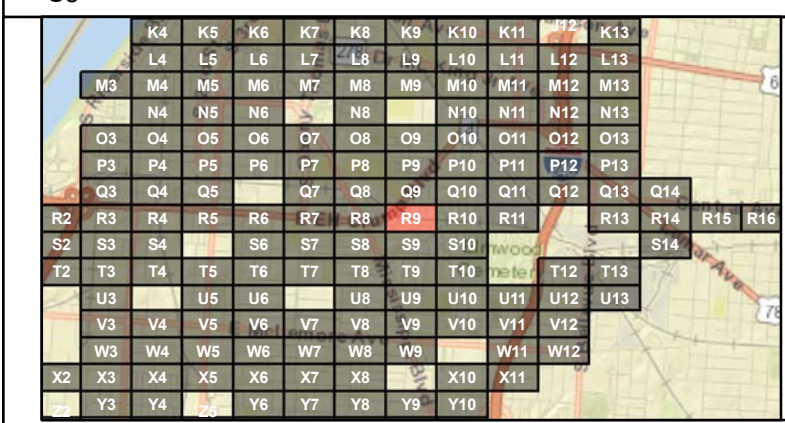 K4 K5 K6 K7 K8 K9 K10 K11 J12 K13
L4 L5 L6 L7 L8 L9 L10 L11 L12 L13
278
M3 M4 M5 M6 M7 M8 M9 M10 M11 M12 M13
N4 N5 N6 N8 N10 N11 N12 N13
O3 O4 O5 O6 O7 O8 O9 O10 O11 O12 O13
P3 P4 P5 P6 P7 P8 P9 P10 P11 P12 P13
Q3 Q4 Q5 Q7 Q8 Q9 Q10 Q11 Q12 Q13 Q14
R2 R3 R4 R5 R6 R7 R8 R9 R10 R11 R13 R14 R15 R16
S2 S3 S4 S6 S7 S8 S9 S10 S14
T2 T3 T4 T5 T6 T7 T8 T9 T10 T12 T13
U3 U5 U6 U8 U9 U10 U11 U12 U13
78
V3 V4 V5 V6 V7 V8 V9 V10 V11 V12
W3 W4 W5 W6 W7 W8 W9 W11 W12
X2 X3 X4 X5 X6 X7 X8 X10 X11
Z2 Y3 Y4 Z5 Y6 Y7 Y8 Y9 Y10
S Riverside
E McLemore Ave
Mississippi Blvd